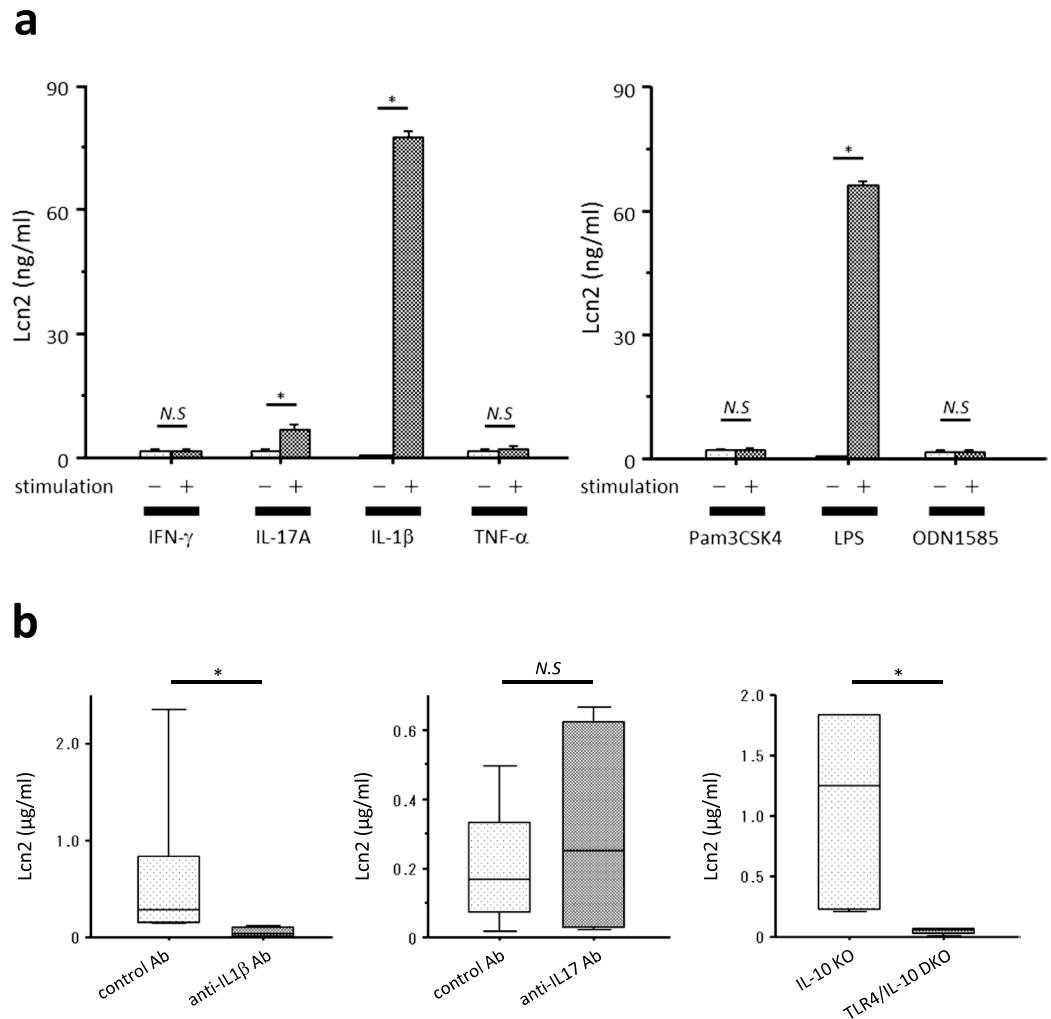 a
90
60
30
0
Lcn2 (ng/ml)
N.S
*
*
N.S
stimulation − + − + − + − +
IFN-γ IL-17A IL-1β TNF-α
90
60
30
0
Lcn2 (ng/ml)
N.S
*
N.S
stimulation − + − + − +
Pam3CSK4 LPS ODN1585
b
*
2.0
1.0
0
Lcn2 (μg/ml)
control Ab
anti-IL1β Ab
N.S
0.6
0.4
0.2
0
Lcn2 (μg/ml)
control Ab
anti-IL17 Ab
*
2.0
1.5
1.0
0.5
0
Lcn2 (μg/ml)
IL-10 KO
TLR4/IL-10 DKO